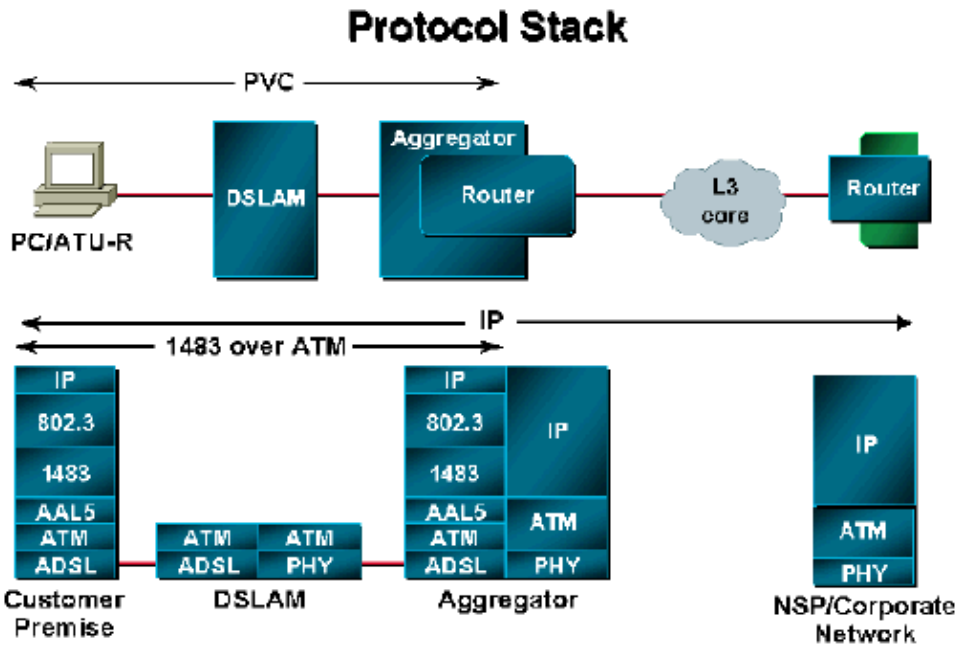 Protocol Stack
PVC
Aggregator
DSLAM
Router
L3
core
Router
PC/ATU-R
IP
1483 over ATM
IP
802.3
1483
AAL5
ATM
ADSL
ATM
ATM
ADSL
PHY
IP
802.3
1483
AAL5
ATM
ADSL
IP
ATM
PHY
IP
ATM
PHY
Customer
Premise
DSLAM
Aggregator
NSP/Corporate
Network